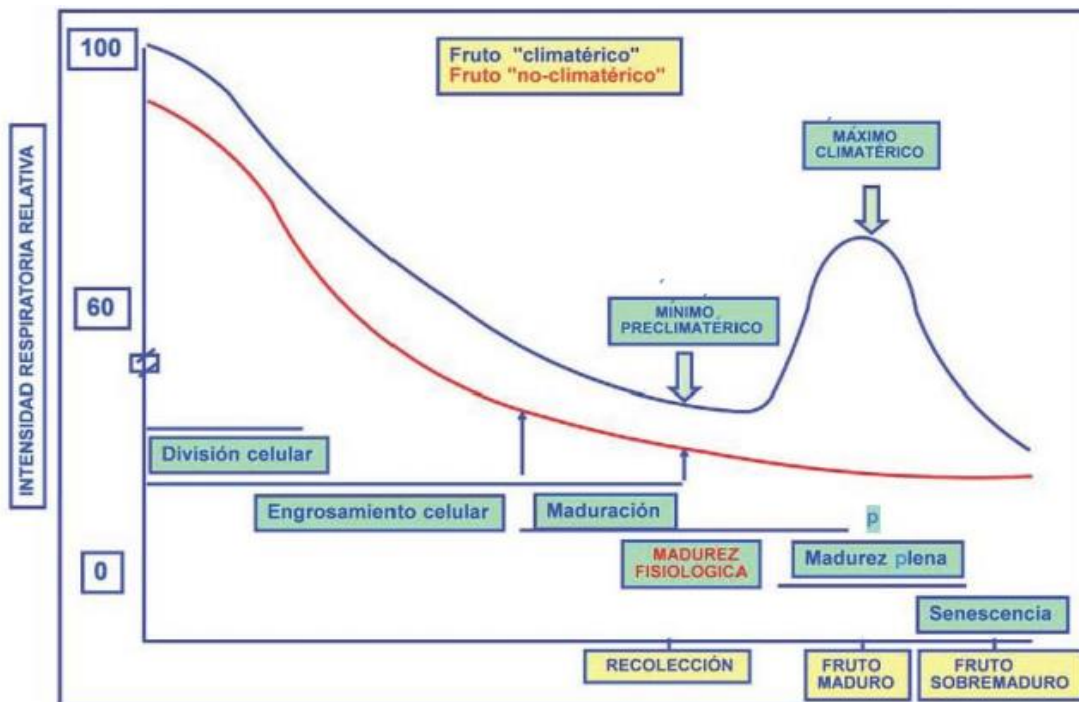 100
Fruto "climatérico"
Fruto "no-climatérico"
MÁXIMO
CLIMATÉRICO
INTENSIDAD RESPIRATORIA RELATIVA
60
MÍNIMO
PRECLIMATÉRICO
División celular
Engrosamiento celular
Maduración
p
MADUREZ
FISIOLOGICA
Madurez plena
0
Senescencia
RECOLECCIÓN
FRUTO
MADURO
FRUTO
SOBREMADURO